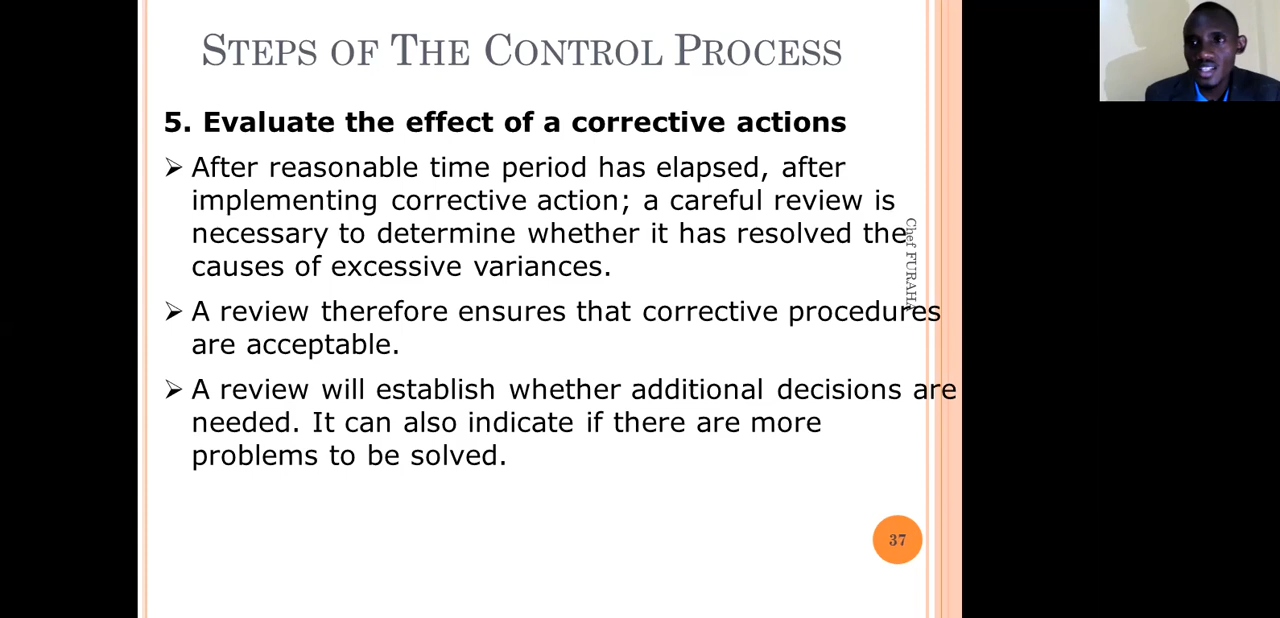 STEPS OF THE CONTROL PROCESS
5. Evaluate the effect of a corrective actions
After reasonable time period has elapsed, after
implementing corrective action; a careful review is
necessary to determine whether it has resolved the
causes of excessive variances.
A review therefore ensures that corrective procedures
are acceptable.
A review will establish whether additional decisions are
needed. It can also indicate if there are more
problems to be solved.
Chef FURAHA
37